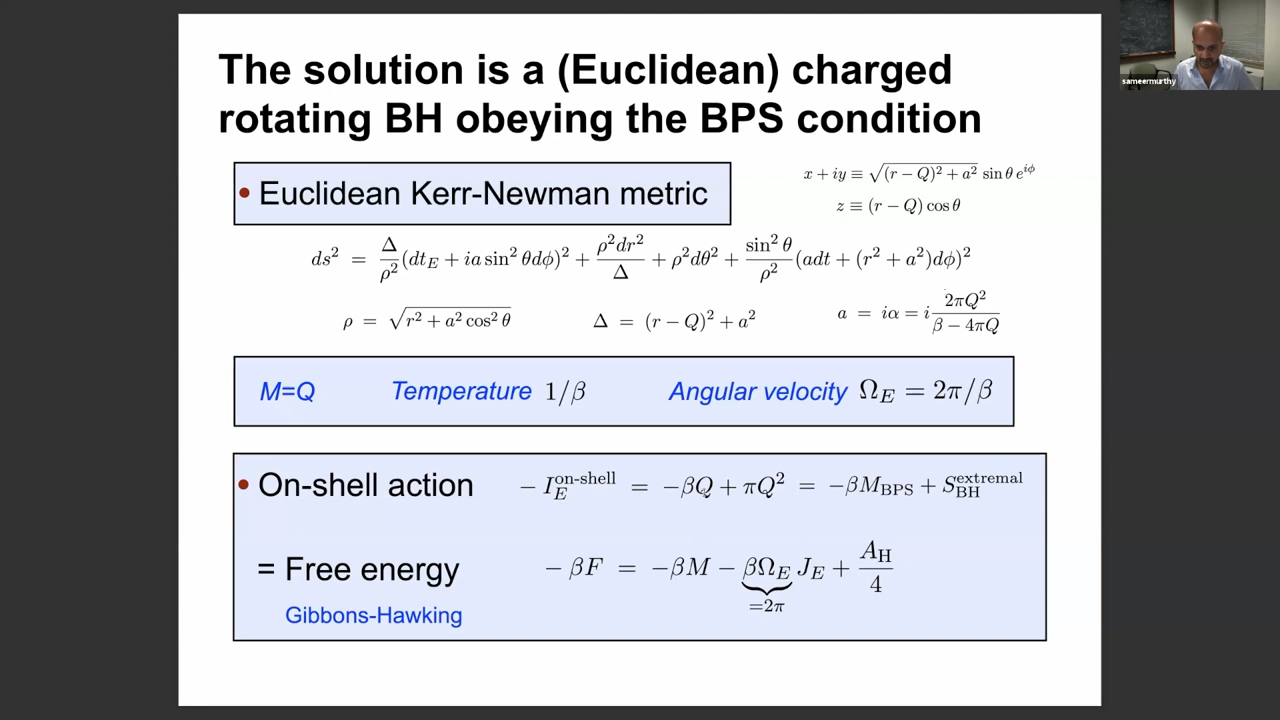 The solution is a (Euclidean) charged
rotating BH obeying the BPS condition
sameermurthy
• Euclidean Kerr-Newman metric
x + iy ≡ √((r − Q)² + a²) sin θ e^{iϕ}
z ≡ (r − Q) cos θ
ds² = Δ/ρ² (dt_E + ia sin² θdϕ)² + ρ²dr²/Δ + ρ²dθ² + sin² θ/ρ² (adt + (r² + a²)dϕ)²
ρ = √(r² + a² cos² θ) Δ = (r − Q)² + a² a = iα = i 2πQ²/(β − 4πQ)
M=Q Temperature 1/β Angular velocity Ω_E = 2π/β
• On-shell action − I_E^{on-shell} = −βQ + πQ² = −βM_BPS + S_BH^{extremal}
= Free energy − βF = −βM − βΩ_E J_E + A_H/4
=2π
Gibbons-Hawking